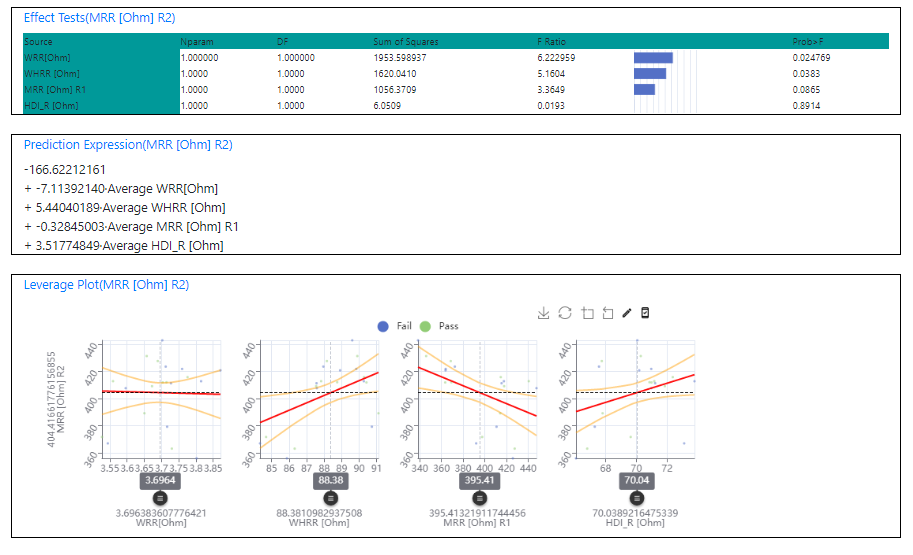 Effect Tests(MRR [Ohm] R2)
Source Nparam DF Sum of Squares F Ratio Prob>F
WRR[Ohm] 1.000000 1.000000 1953.598937 6.222959 0.024769
WHRR [Ohm] 1.0000 1.0000 1620.0410 5.1604 0.0383
MRR [Ohm] R1 1.0000 1.0000 1056.3709 3.3649 0.0865
HDI_R [Ohm] 1.0000 1.0000 6.0509 0.0193 0.8914
Prediction Expression(MRR [Ohm] R2)
-166.62212161
+ -7.11392140·Average WRR[Ohm]
+ 5.44040189·Average WHRR [Ohm]
+ -0.32845003·Average MRR [Ohm] R1
+ 3.51774849·Average HDI_R [Ohm]
Leverage Plot(MRR [Ohm] R2)
Fail Pass
404.41661776156855
MRR [Ohm] R2
440 440 440 440
420 420 420 420
400 400 400 400
380 380 380 380
360 360 360 360
3.55 3.6 3.65 3.7 3.75 3.8 3.85 85 86 87 88 89 90 91 340 360 380 400 420 440 68 70 72
3.6964 88.38 395.41 70.04
3.696383607776421 88.3810982937508 395.41321911744456 70.0389216475339
WRR[Ohm] WHRR [Ohm] MRR [Ohm] R1 HDI_R [Ohm]